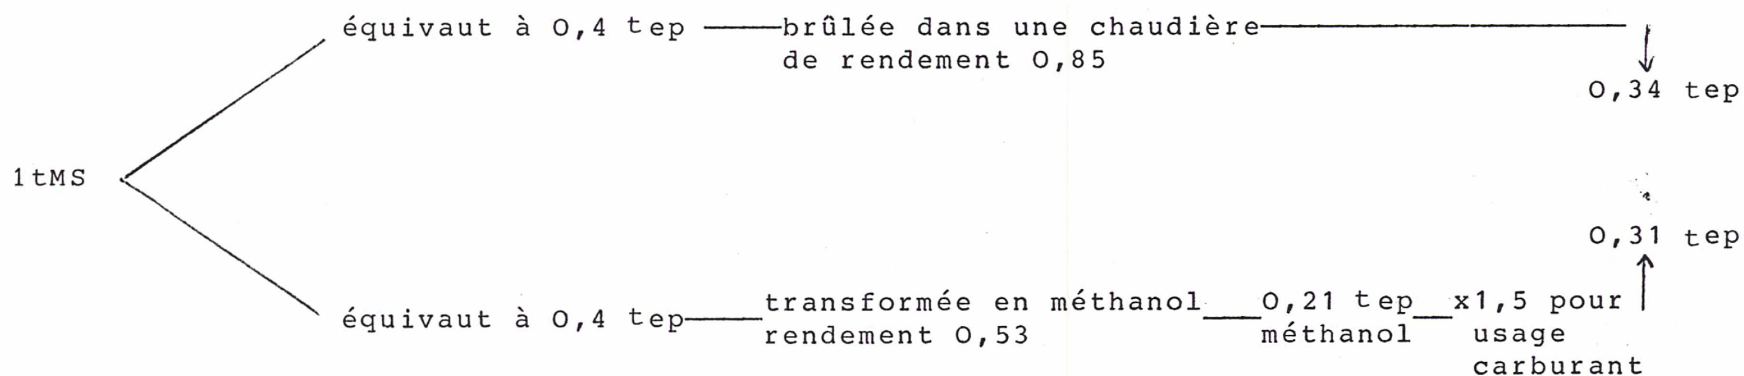 équivaut à 0,4 tep brûlée dans une chaudière
de rendement 0,85
0,34 tep
1tMS
0,31 tep
équivaut à 0,4 tep transformée en méthanol 0,21 tep x1,5 pour
rendement 0,53 méthanol usage
carburant